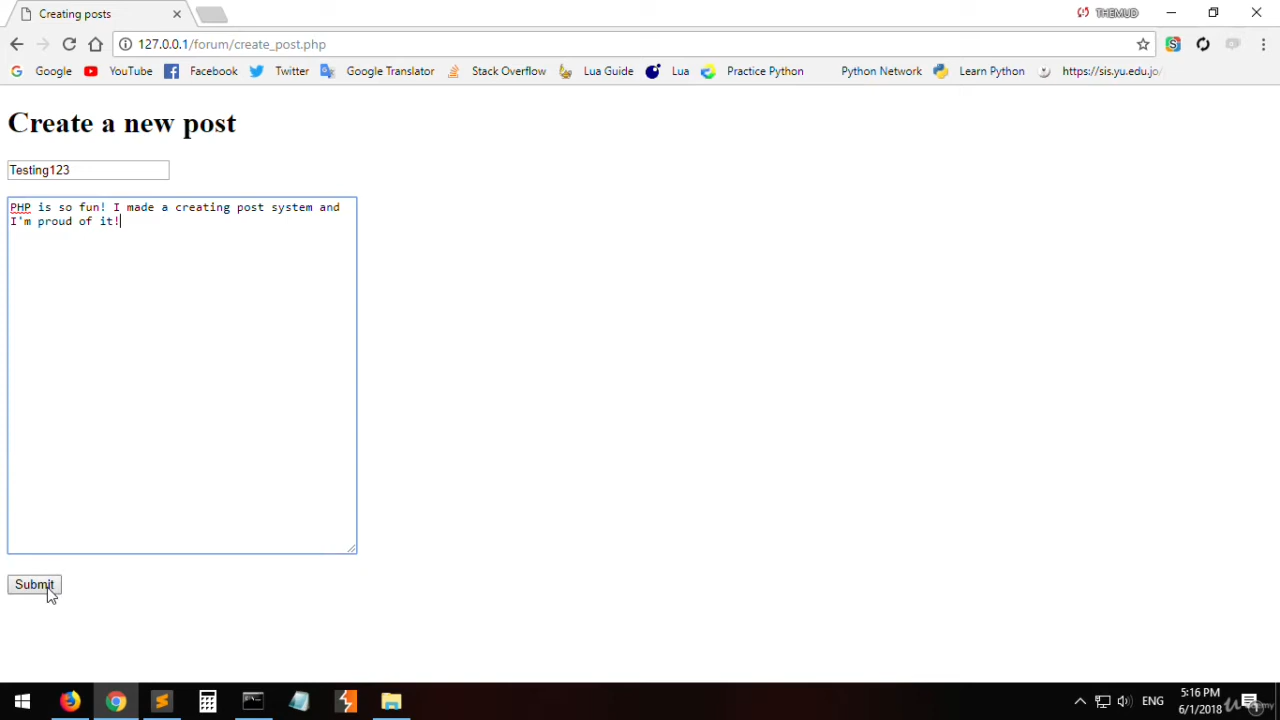 Creating posts
THEMUD
127.0.0.1/forum/create_post.php
Google YouTube Facebook Twitter Google Translator Stack Overflow Lua Guide Lua Practice Python Python Network Learn Python https://sis.yu.edu.jo/
Create a new post
Testing123
PHP is so fun! I made a creating post system and
I'm proud of it!
Submit
ENG
5:16 PM
6/1/2018
1